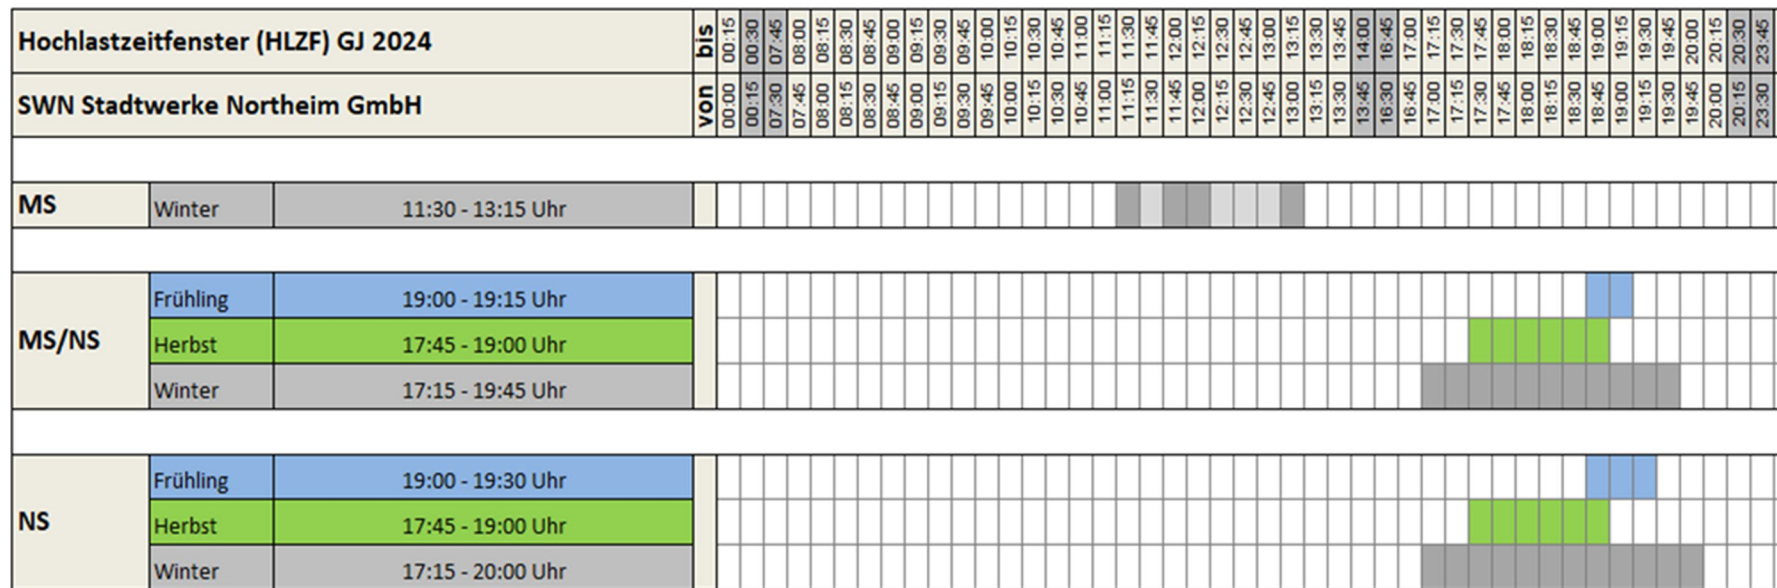 Hochlastzeitfenster (HLZF) GJ 2024 bis 00:15 00:30 07:45 08:00 08:15 08:30 08:45 09:00 09:15 09:30 09:45 10:00 10:15 10:30 10:45 11:00 11:15 11:30 11:45 12:00 12:15 12:30 12:45 13:00 13:15 13:30 13:45 14:00 16:45 17:00 17:15 17:30 17:45 18:00 18:15 18:30 18:45 19:00 19:15 19:30 19:45 20:00 20:15 20:30 23:45
SWN Stadtwerke Northeim GmbH von 00:00 00:15 07:30 07:45 08:00 08:15 08:30 08:45 09:00 09:15 09:30 09:45 10:00 10:15 10:30 10:45 11:00 11:15 11:30 11:45 12:00 12:15 12:30 12:45 13:00 13:15 13:30 13:45 16:30 16:45 17:00 17:15 17:30 17:45 18:00 18:15 18:30 18:45 19:00 19:15 19:30 19:45 20:00 20:15 23:30
MS Winter 11:30 - 13:15 Uhr
Frühling 19:00 - 19:15 Uhr
MS/NS Herbst 17:45 - 19:00 Uhr
Winter 17:15 - 19:45 Uhr
Frühling 19:00 - 19:30 Uhr
NS Herbst 17:45 - 19:00 Uhr
Winter 17:15 - 20:00 Uhr